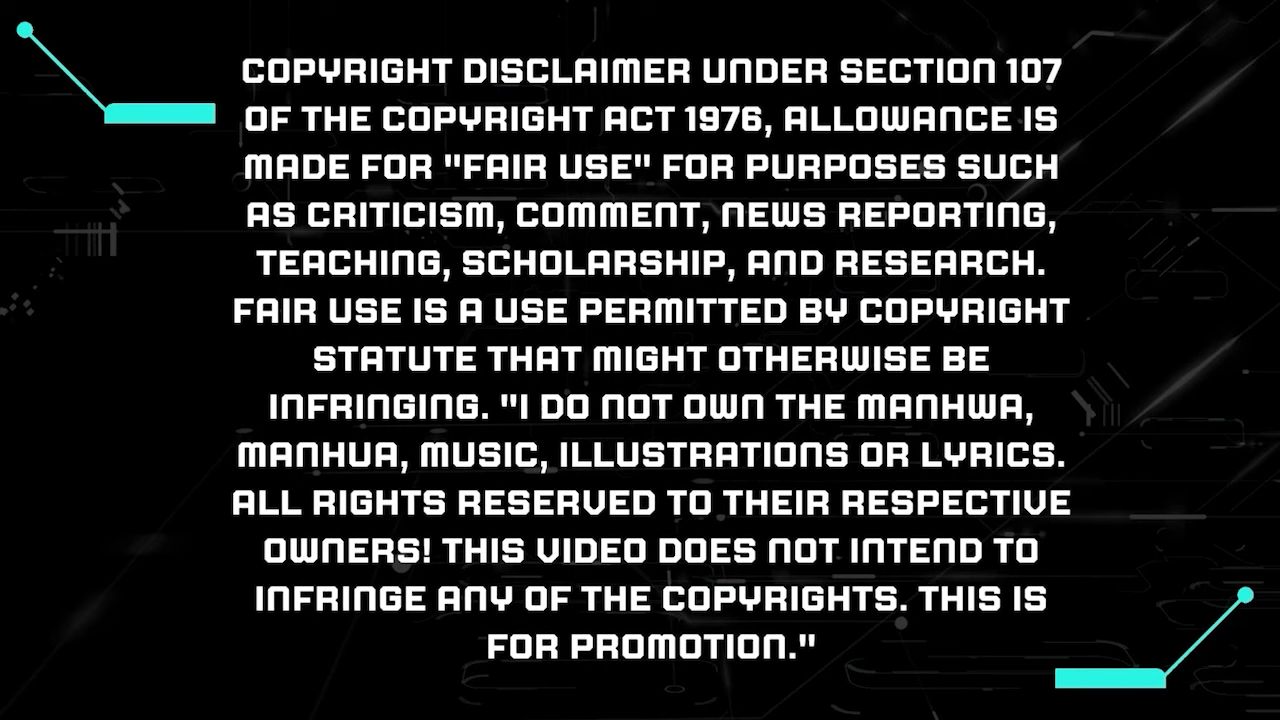 COPYRIGHT DISCLAIMER UNDER SECTION 107
OF THE COPYRIGHT ACT 1976, ALLOWANCE IS
MADE FOR "FAIR USE" FOR PURPOSES SUCH
AS CRITICISM, COMMENT, NEWS REPORTING,
TEACHING, SCHOLARSHIP, AND RESEARCH.
FAIR USE IS A USE PERMITTED BY COPYRIGHT
STATUTE THAT MIGHT OTHERWISE BE
INFRINGING. "I DO NOT OWN THE MANHWA,
MANHUA, MUSIC, ILLUSTRATIONS OR LYRICS.
ALL RIGHTS RESERVED TO THEIR RESPECTIVE
OWNERS! THIS VIDEO DOES NOT INTEND TO
INFRINGE ANY OF THE COPYRIGHTS. THIS IS
FOR PROMOTION."